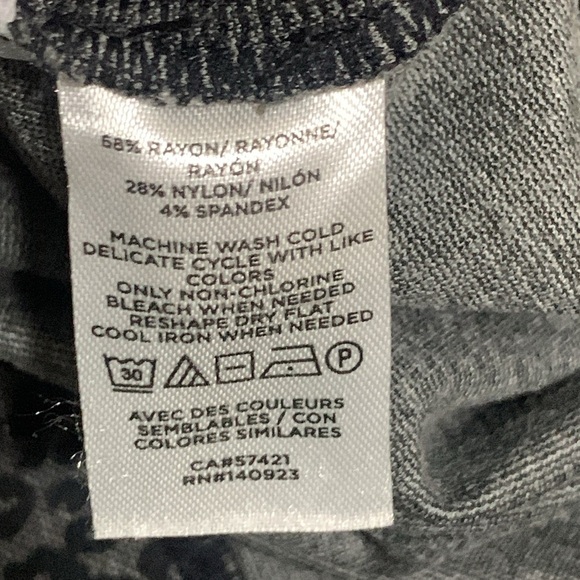 68% RAYON/ RAYONNE/
RAYÓN
28% NYLON/ NILÓN
4% SPANDEX
MACHINE WASH COLD
DELICATE CYCLE WITH LIKE
COLORS
ONLY NON-CHLORINE
BLEACH WHEN NEEDED
RESHAPE DRY FLAT
COOL IRON WHEN NEEDED
30 P
AVEC DES COULEURS
SEMBLABLES / CON
COLORES SIMILARES
CA#57421
RN#140923